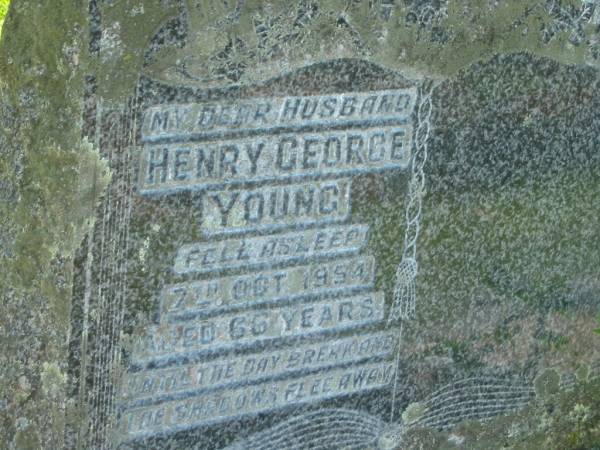 MY DEAR HUSBAND
HENRY GEORGE
YOUNG
FELL ASLEEP
7TH OCT 1954
AGED 66 YEARS
UNTIL THE DAY BREAK AND
THE SHADOWS FLEE AWAY